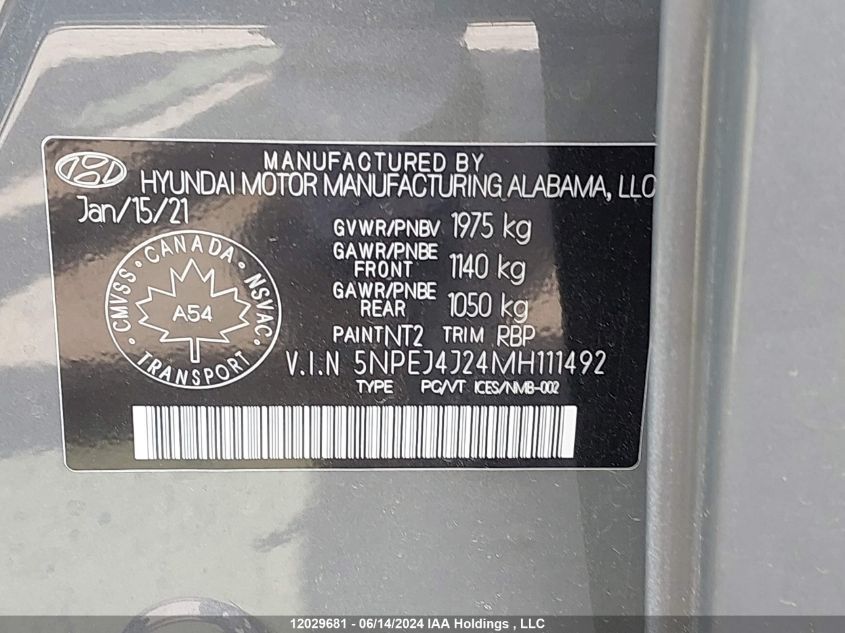 MANUFACTURED BY
HYUNDAI MOTOR MANUFACTURING ALABAMA, LLC
Jan/15/21
GVWR/PNBV 1975 kg
GAWR/PNBE
FRONT 1140 kg
GAWR/PNBE
REAR 1050 kg
PAINT NT2 TRIM RBP
V.I.N 5NPEJ4J24MH111492
TYPE PC/VT ICES/NMB-002
CMVSS · CANADA · NSVAC
A54
TRANSPORT
12029681 - 06/14/2024 IAA Holdings , LLC